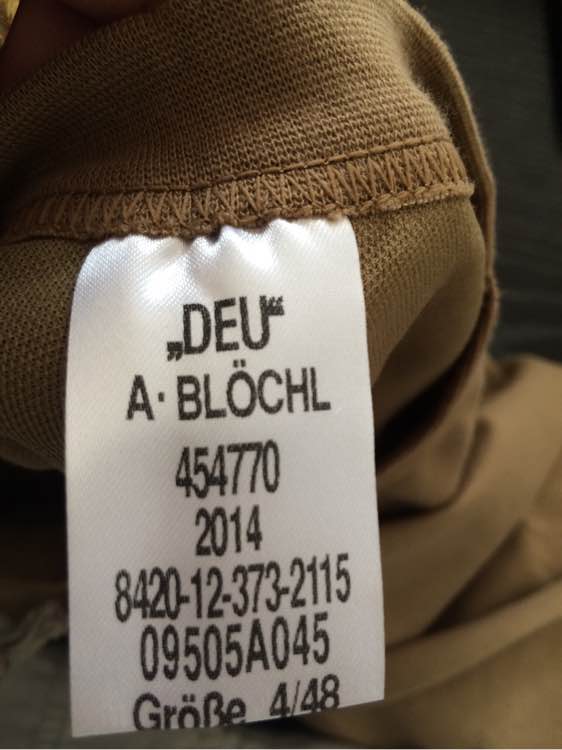 „DEU“
A· BLÖCHL
454770
2014
8420-12-373-2115
09505A045
Größe 4/48